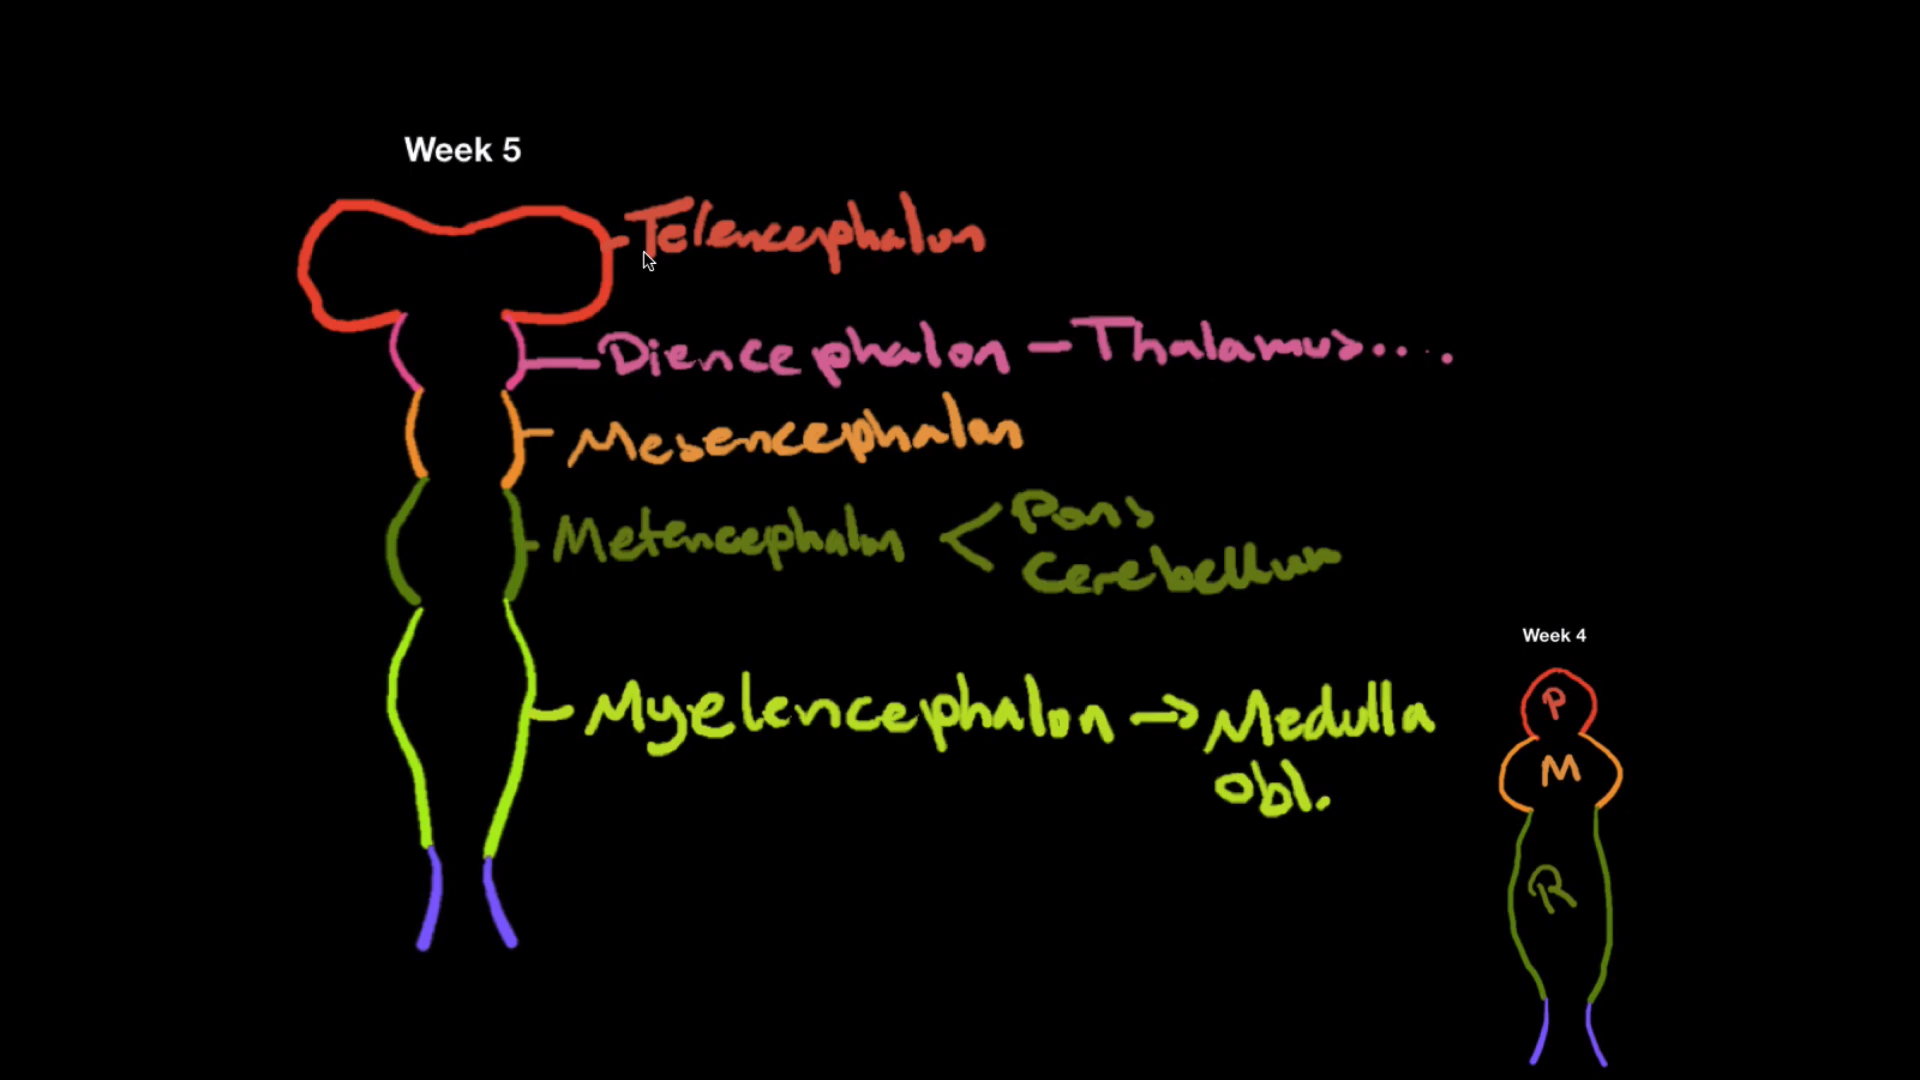 Week 5
Telencephalon
Diencephalon - Thalamus....
Mesencephalon
Metencephalon < Pons
Cerebellum
Myelencephalon → Medulla
Obl.
Week 4
P
M
R